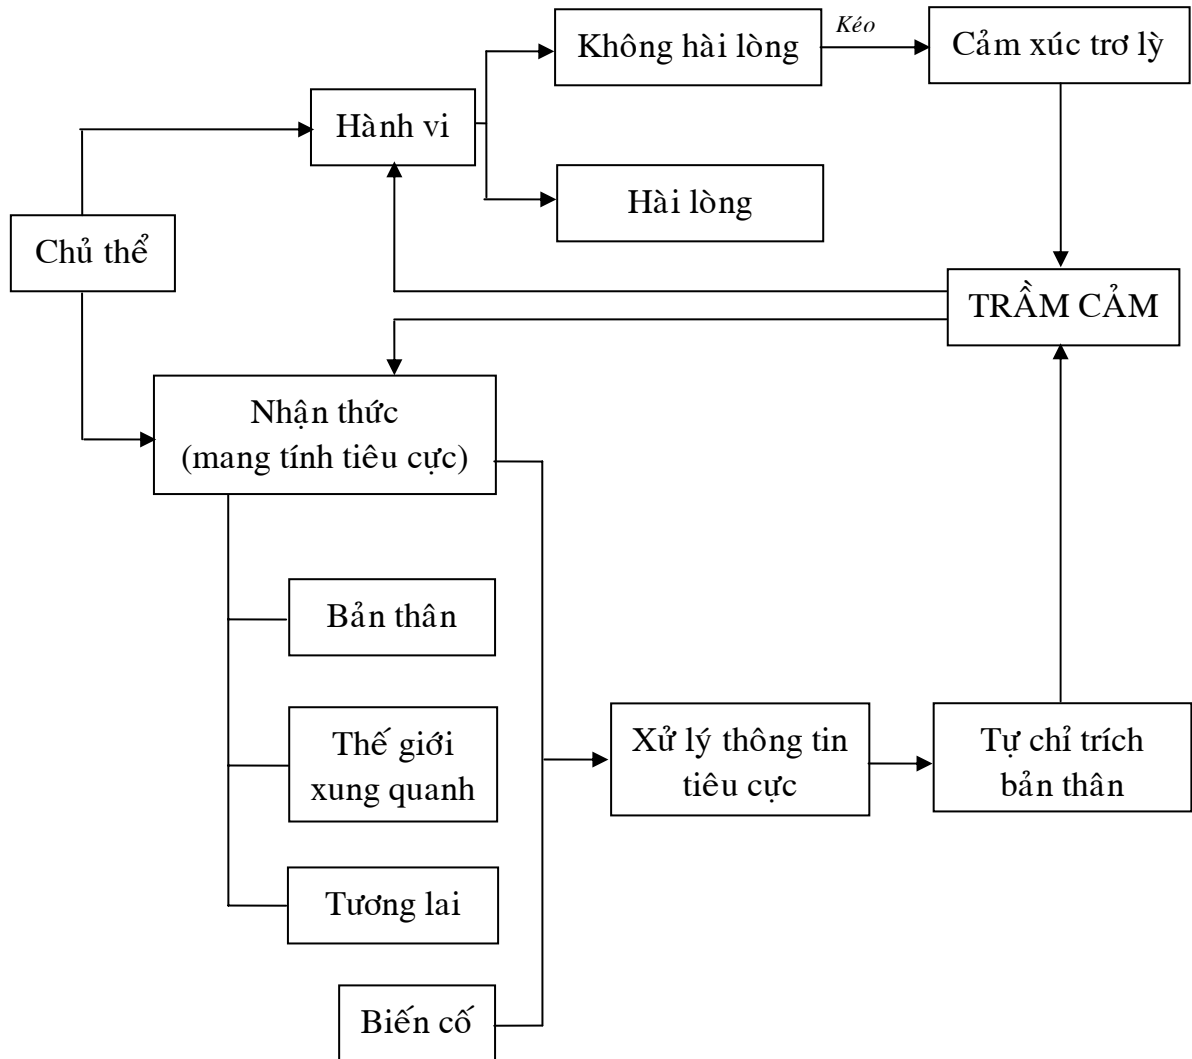 Không hài lòng
Kéo
Cảm xúc trơ lỳ
Hành vi
Hài lòng
Chủ thể
TRẦM CẢM
Nhận thức
(mang tính tiêu cực)
Bản thân
Thế giới
xung quanh
Xử lý thông tin
tiêu cực
Tự chỉ trích
bản thân
Tương lai
Biến cố